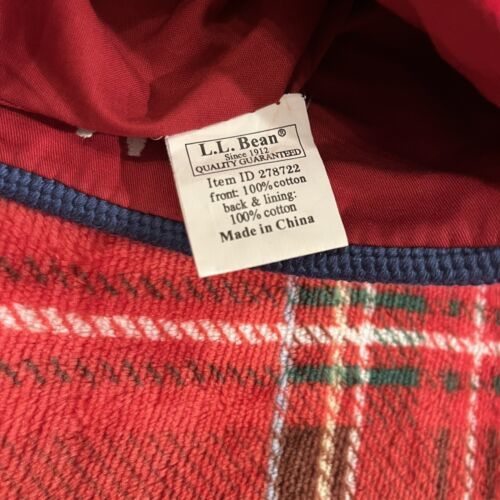 L.L. Bean®
Since 1912
QUALITY GUARANTEED
Item ID 278722
front: 100%cotton
back & lining:
100% cotton
Made in China